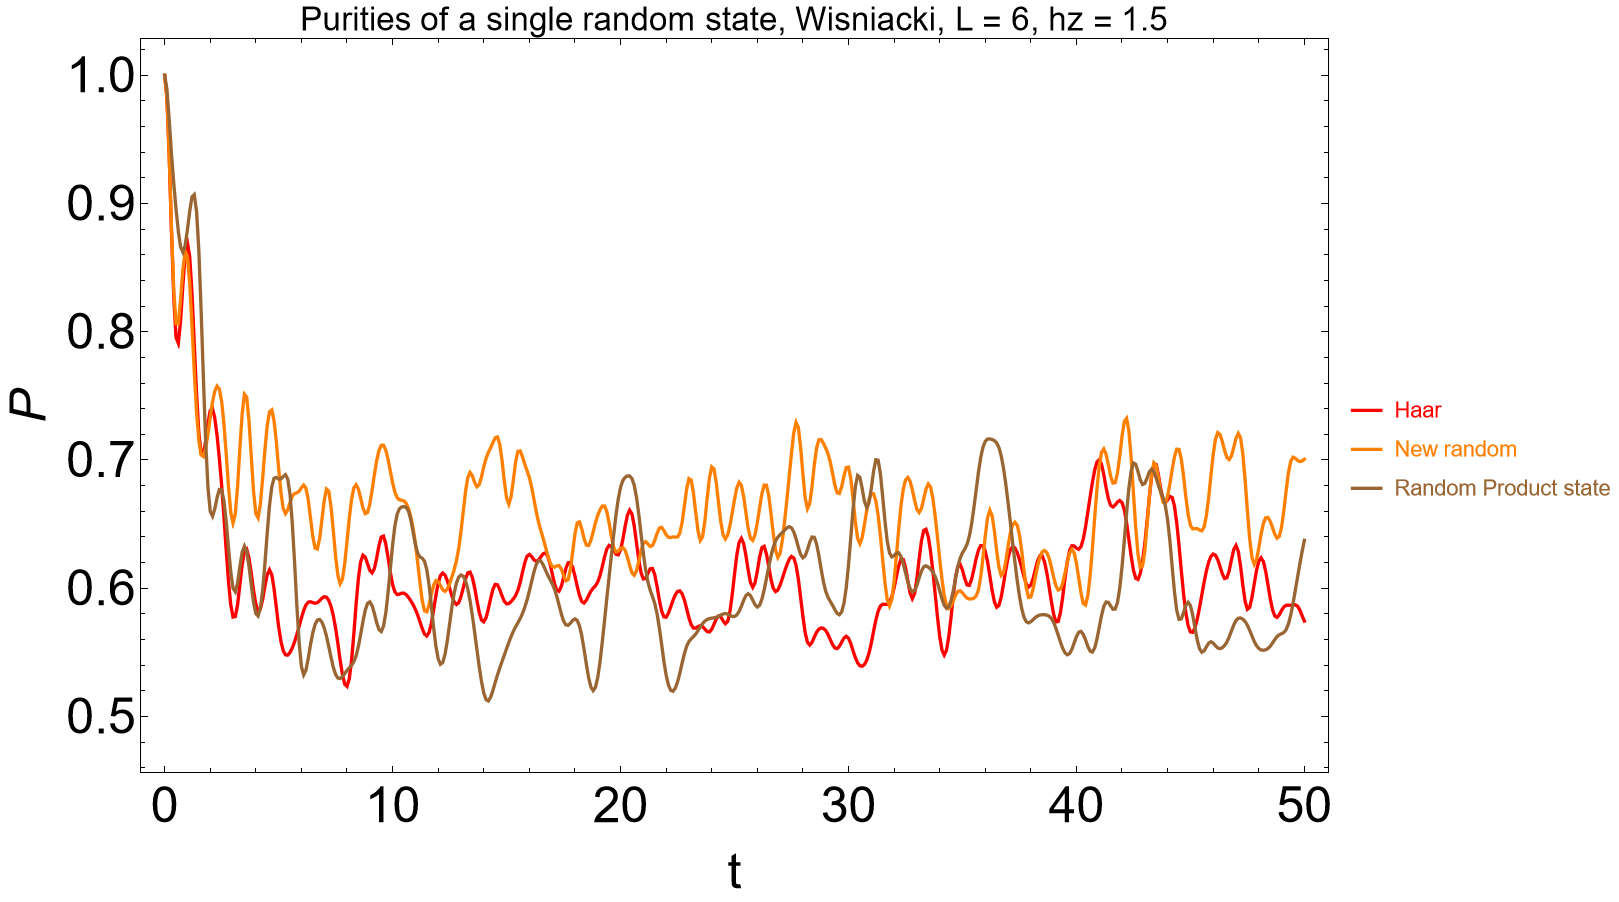 Purities of a single random state, Wisniacki, L = 6, hz = 1.5
1.0
0.9
0.8
0.7
0.6
0.5
P
0 10 20 30 40 50
t
Haar
New random
Random Product state